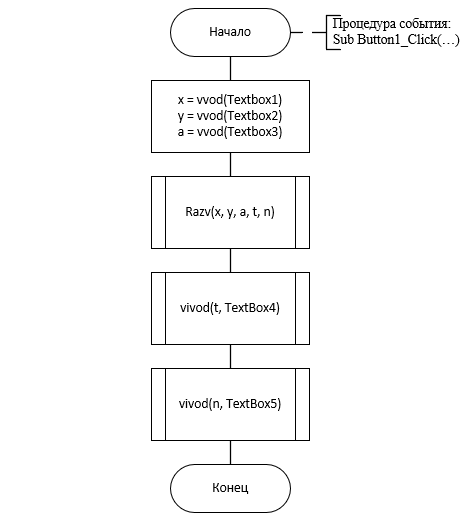 Начало
Процедура события:
Sub Button1_Click(…)
x = vvod(Textbox1)
y = vvod(Textbox2)
a = vvod(Textbox3)
Razv(x, y, a, t, n)
vivod(t, TextBox4)
vivod(n, TextBox5)
Конец